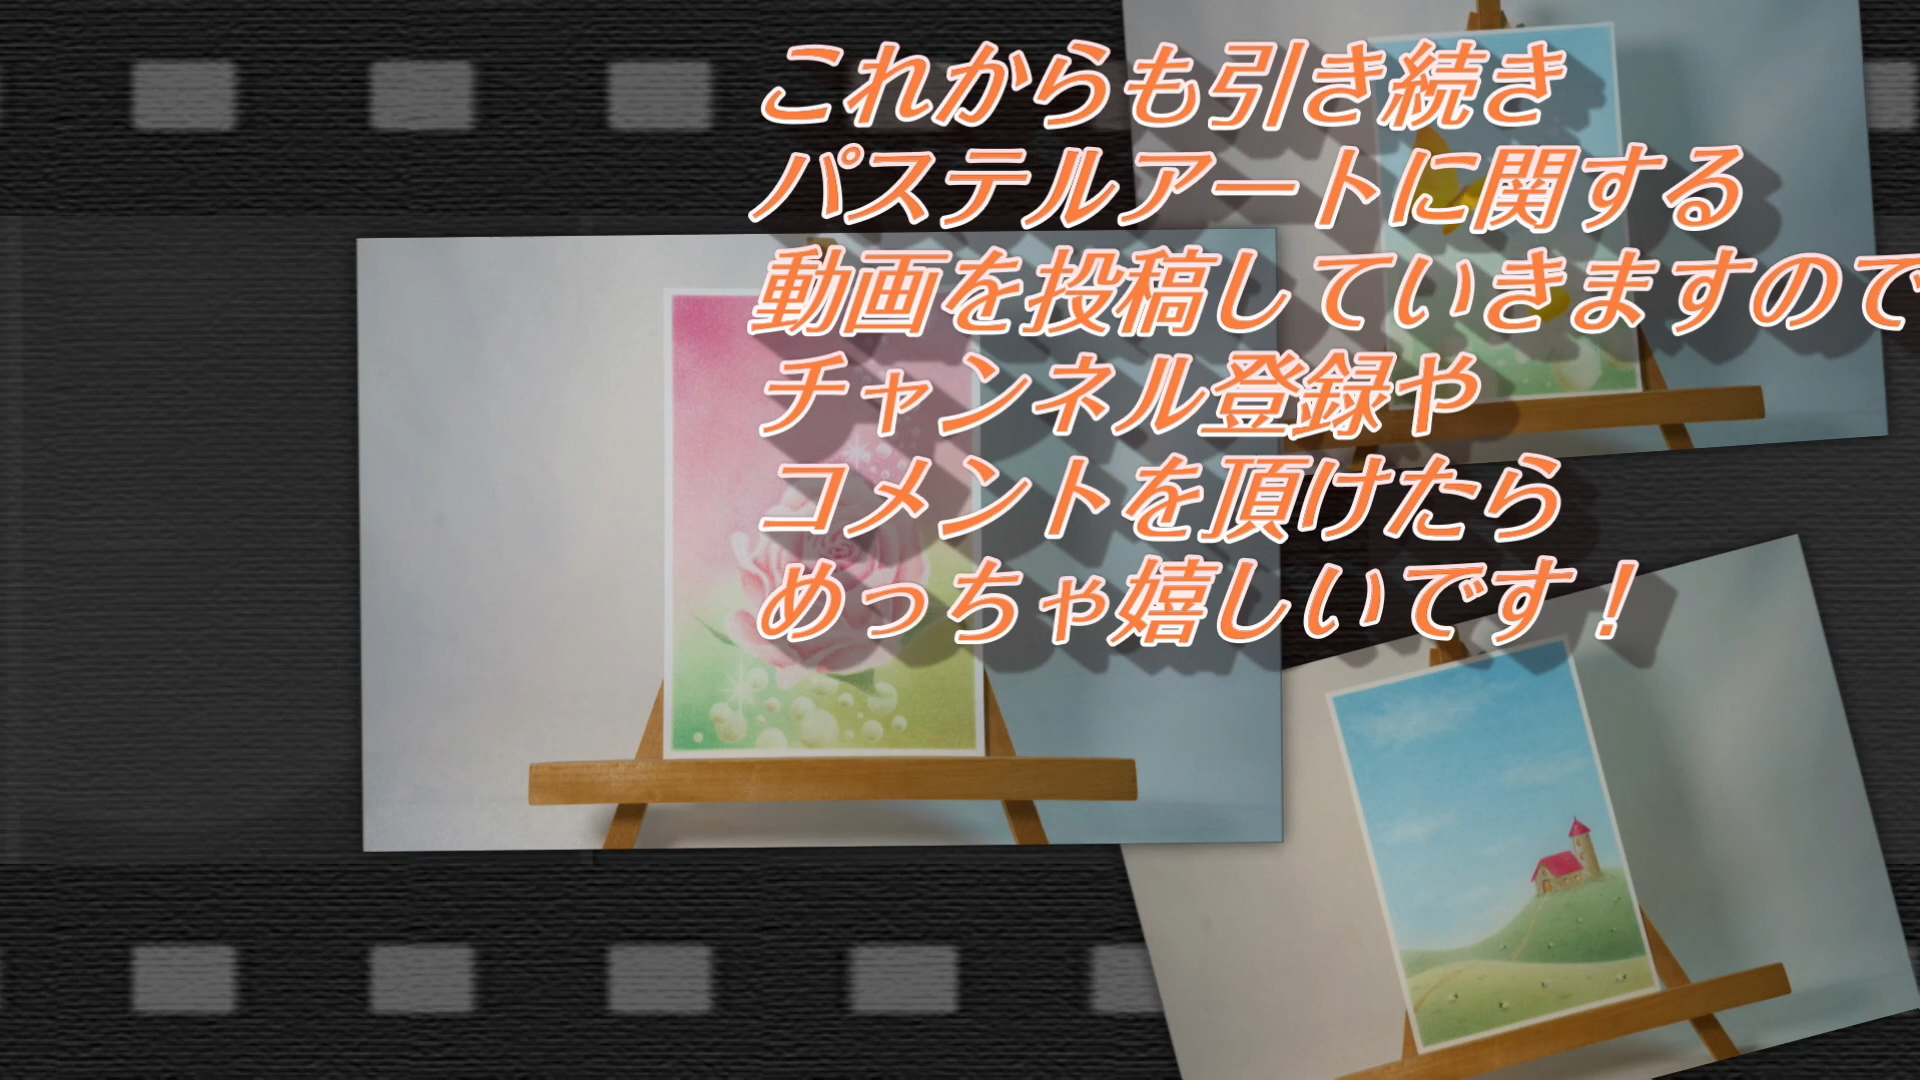 これからも引き続き
パステルアートに関する
動画を投稿していきますので
チャンネル登録や
コメントを頂けたら
めっちゃ嬉しいです！